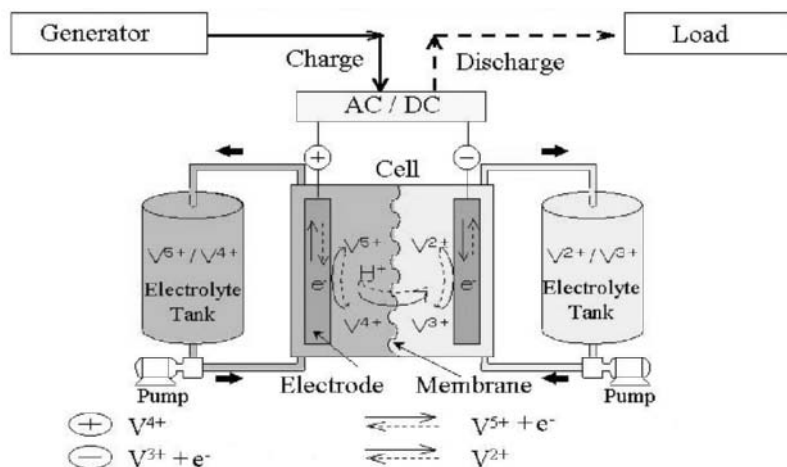 Generator
Load
Charge
Discharge
AC / DC
+
−
Cell
V⁵⁺ / V⁴⁺
Electrolyte
Tank
V⁵⁺
V²⁺
e⁻
H⁺
e⁻
V⁴⁺
V³⁺
V²⁺ / V³⁺
Electrolyte
Tank
Pump
Electrode
Membrane
Pump
+ V⁴⁺ V⁵⁺ + e⁻
− V³⁺ + e⁻ V²⁺